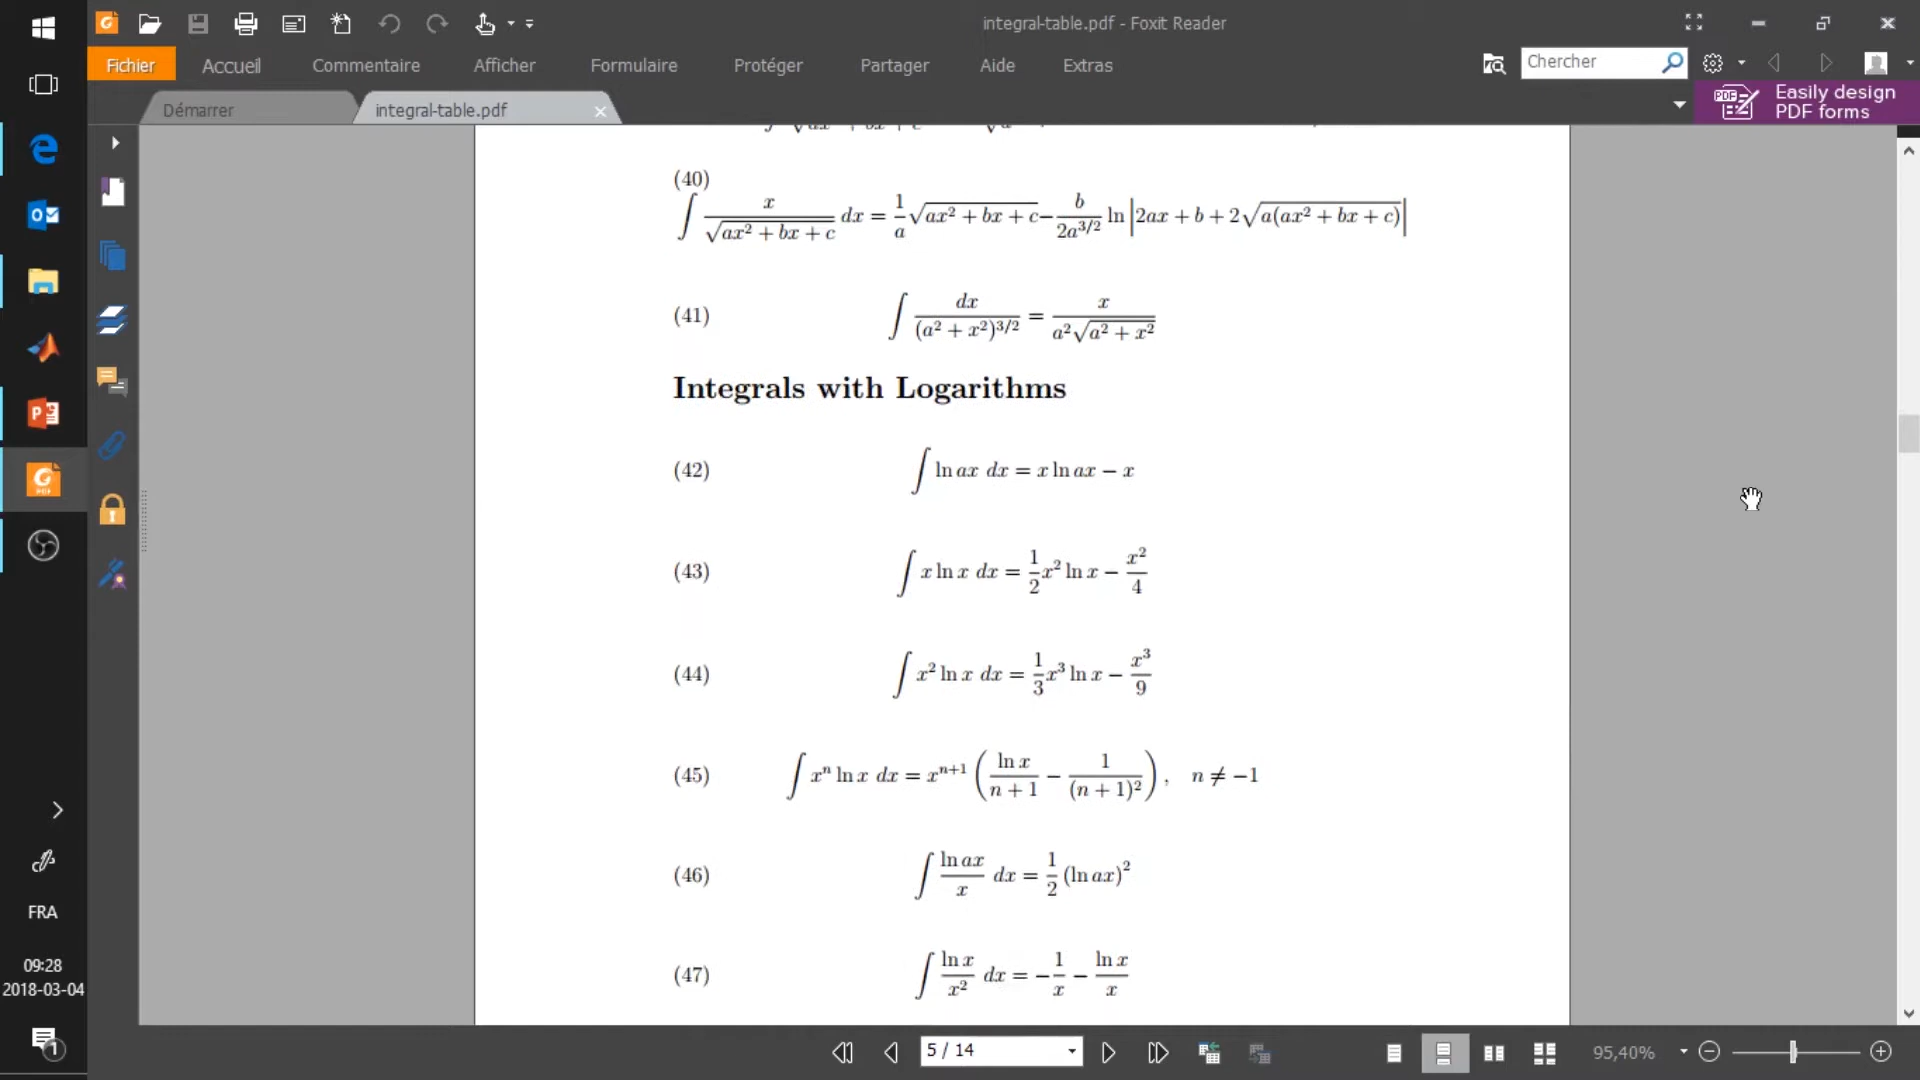 integral-table.pdf - Foxit Reader
Fichier Accueil Commentaire Afficher Formulaire Protéger Partager Aide Extras Chercher
Démarrer integral-table.pdf
Easily design
PDF forms
(40)
∫ x/√(ax² + bx + c) dx = 1/a √(ax² + bx + c) − b/(2a^{3/2}) ln |2ax + b + 2√(a(ax² + bx + c))|
(41) ∫ dx/(a² + x²)^{3/2} = x/(a²√(a² + x²))
Integrals with Logarithms
(42) ∫ ln ax dx = x ln ax − x
(43) ∫ x ln x dx = 1/2 x² ln x − x²/4
(44) ∫ x² ln x dx = 1/3 x³ ln x − x³/9
(45) ∫ xⁿ ln x dx = x^{n+1} (ln x/(n + 1) − 1/(n + 1)²), n ≠ −1
(46) ∫ ln ax/x dx = 1/2 (ln ax)²
(47) ∫ ln x/x² dx = −1/x − ln x/x
FRA
09:28
2018-03-04
1
5 / 14
95,40%